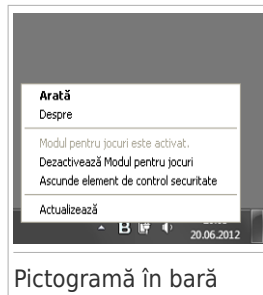 Arată
Despre
Modul pentru jocuri este activat.
Dezactivează Modul pentru jocuri
Ascunde element de control securitate
Actualizează
B
20.06.2012
Pictogramă în bară